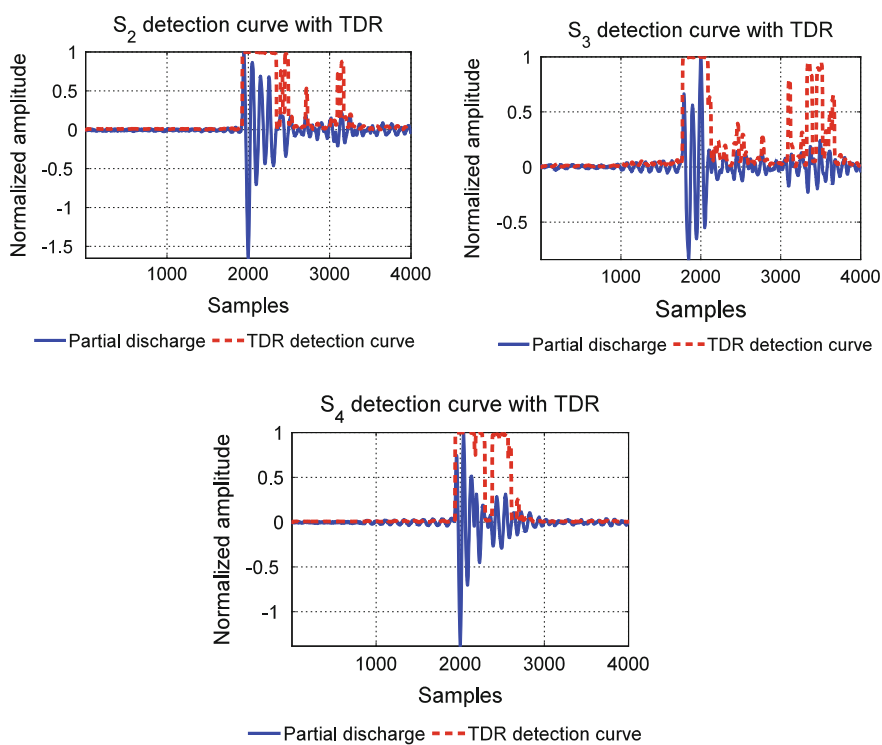 S2 detection curve with TDR
Normalized amplitude
1
0.5
0
-0.5
-1
-1.5
1000 2000 3000 4000
Samples
Partial discharge TDR detection curve
S3 detection curve with TDR
Normalized amplitude
1
0.5
0
-0.5
1000 2000 3000 4000
Samples
Partial discharge TDR detection curve
S4 detection curve with TDR
Normalized amplitude
1
0.5
0
-0.5
-1
1000 2000 3000 4000
Samples
Partial discharge TDR detection curve